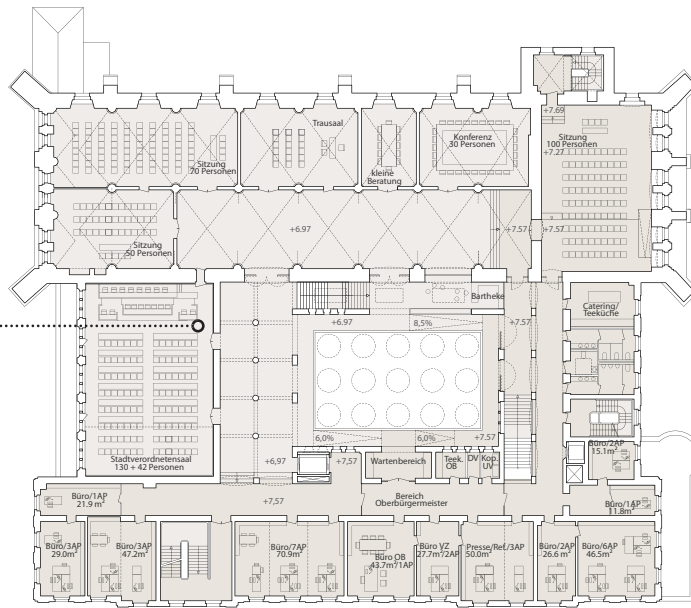 +7.69
Trausaal
Sitzung
70 Personen
kleine
Beratung
Konferenz
30 Personen
Sitzung
100 Personen
+7.27
+6.97
+7.57
+7.57
Sitzung
50 Personen
Bartheke
Catering/
Teeküche
+6.97
8,5%
+7.57
6,0%
6,0%
+7.57
Stadtverordnetensaal
130 + 42 Personen
+6,97
+7,57
Wartenbereich
Teek.
OB
DV
Kop.
UV
Büro/2AP
15.1m²
Büro/1AP
21.9 m²
+7,57
Bereich
Oberbürgermeister
Büro/1AP
11.8m²
Büro/3AP
29.0m²
Büro/3AP
47.2m²
Büro/7AP
70.9m²
Büro OB
43.7m²/1AP
Büro VZ
27.7m²/2AP
Presse/Ref./3AP
50.0m²
Büro/2AP
26.6 m²
Büro/6AP
46.5m²